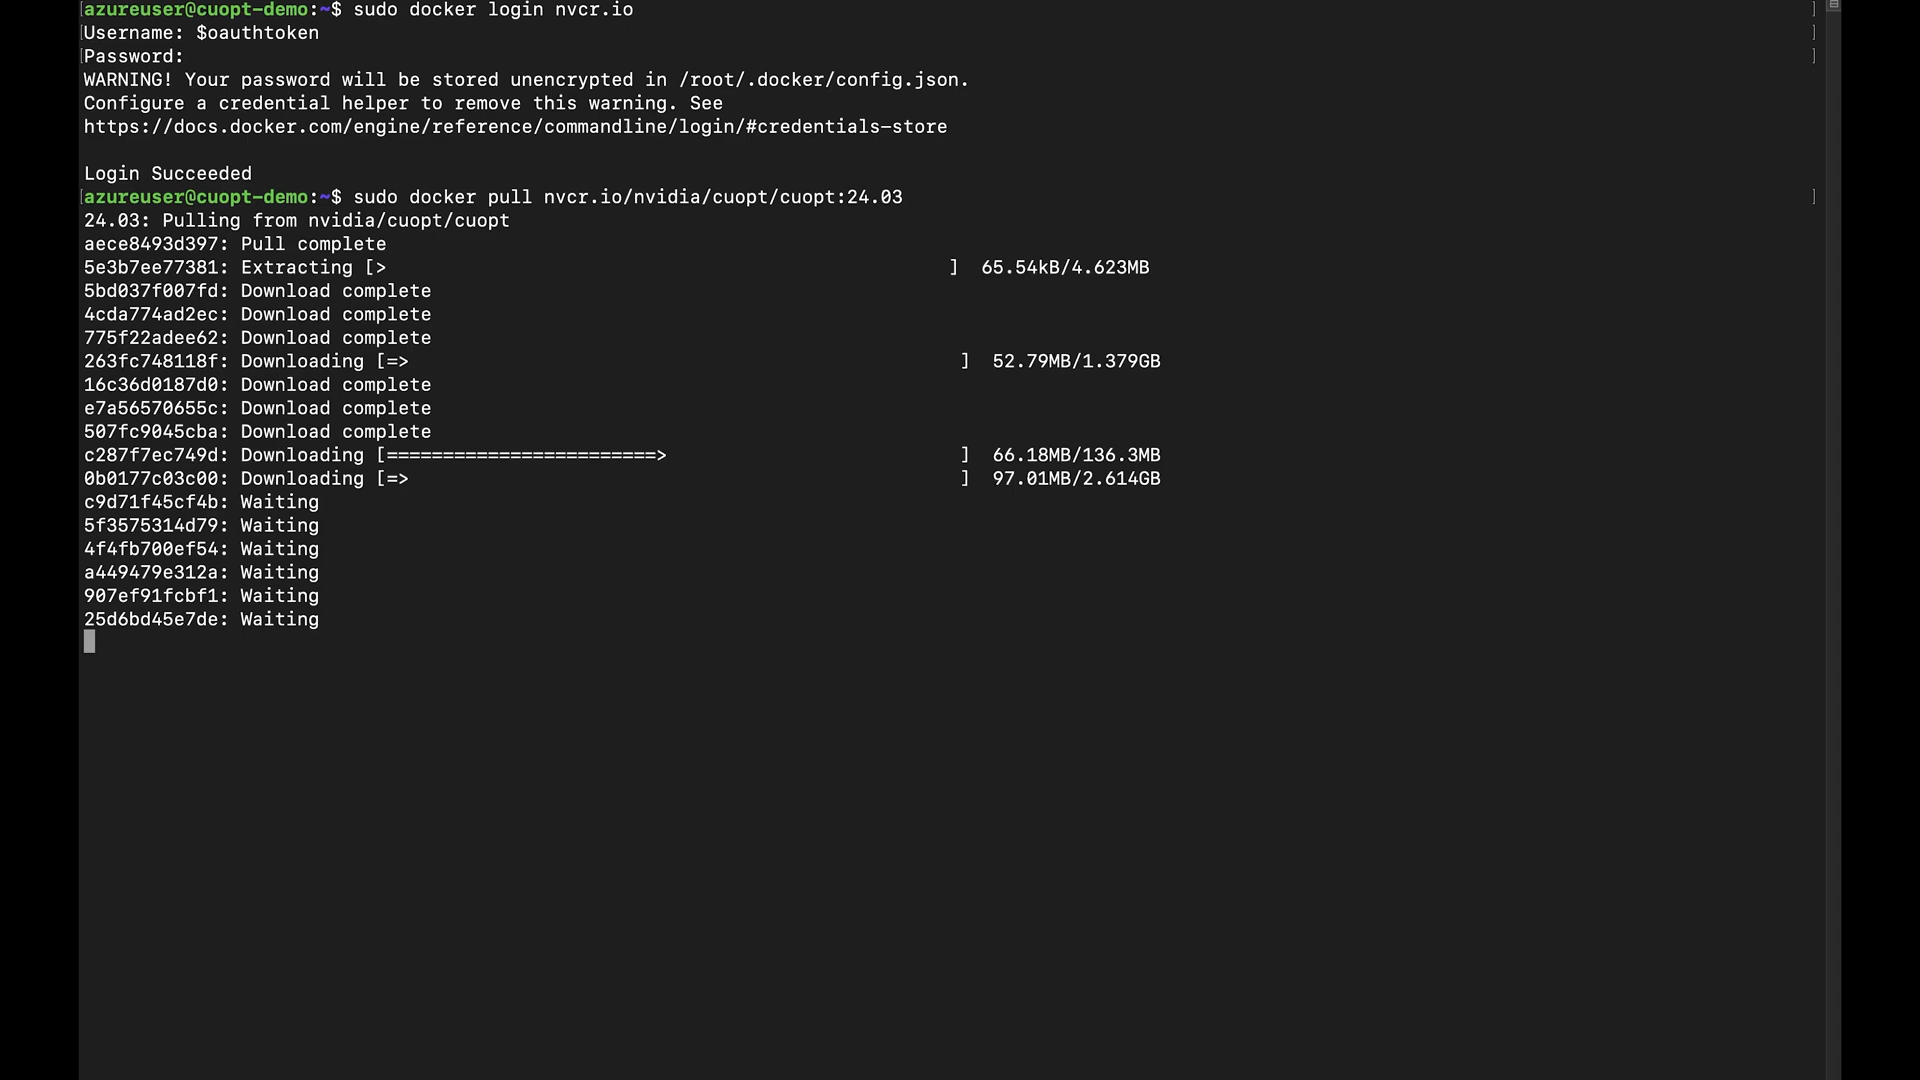 [azureuser@cuopt-demo:~$ sudo docker login nvcr.io ]
[Username: $oauthtoken ]
[Password: ]
WARNING! Your password will be stored unencrypted in /root/.docker/config.json.
Configure a credential helper to remove this warning. See
https://docs.docker.com/engine/reference/commandline/login/#credentials-store
Login Succeeded
[azureuser@cuopt-demo:~$ sudo docker pull nvcr.io/nvidia/cuopt/cuopt:24.03 ]
24.03: Pulling from nvidia/cuopt/cuopt
aece8493d397: Pull complete
5e3b7ee77381: Extracting [> ] 65.54kB/4.623MB
5bd037f007fd: Download complete
4cda774ad2ec: Download complete
775f22adee62: Download complete
263fc748118f: Downloading [=> ] 52.79MB/1.379GB
16c36d0187d0: Download complete
e7a56570655c: Download complete
507fc9045cba: Download complete
c287f7ec749d: Downloading [========================> ] 66.18MB/136.3MB
0b0177c03c00: Downloading [=> ] 97.01MB/2.614GB
c9d71f45cf4b: Waiting
5f3575314d79: Waiting
4f4fb700ef54: Waiting
a449479e312a: Waiting
907ef91fcbf1: Waiting
25d6bd45e7de: Waiting